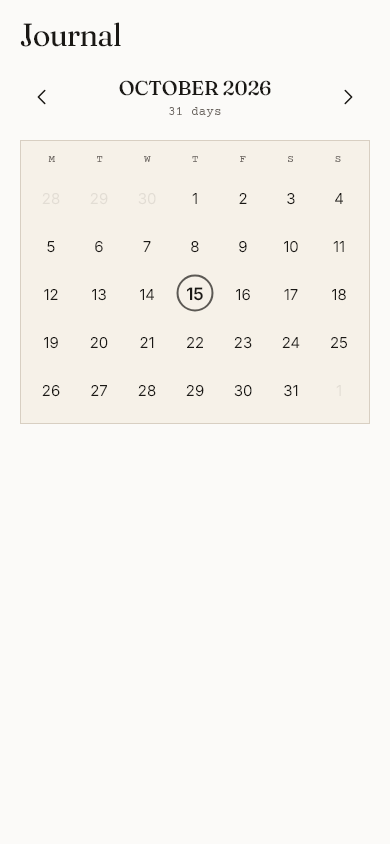 Journal
OCTOBER 2026
31 days
M T W T F S S
28 29 30 1 2 3 4
5 6 7 8 9 10 11
12 13 14 15 16 17 18
19 20 21 22 23 24 25
26 27 28 29 30 31 1